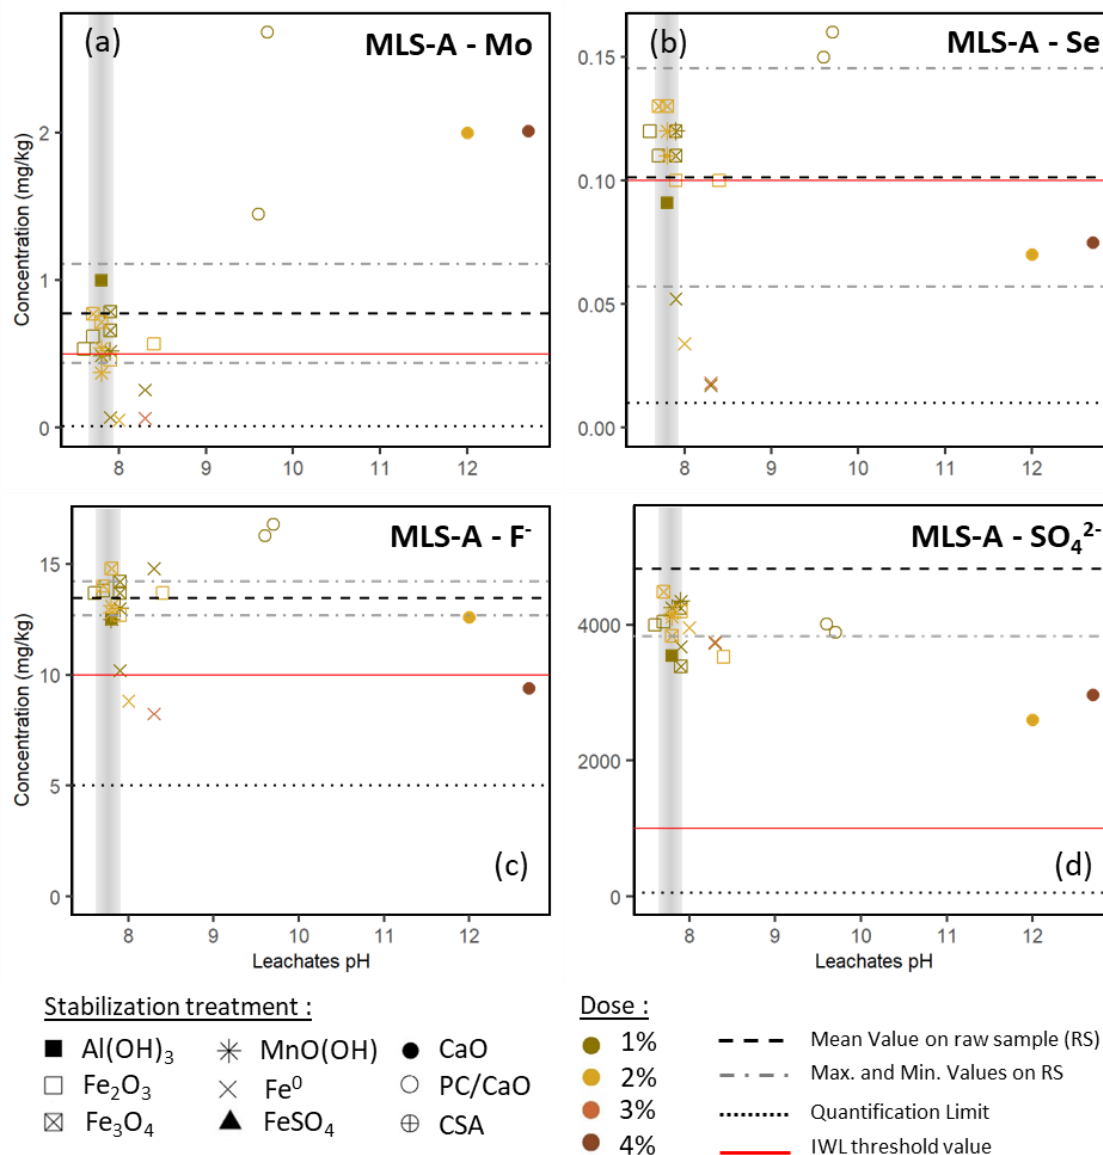 (a)
MLS-A - Mo
Concentration (mg/kg)
2
1
0
8 9 10 11 12
(b)
MLS-A - Se
0.15
0.10
0.05
0.00
8 9 10 11 12
MLS-A - F⁻
Concentration (mg/kg)
15
10
5
0
(c)
8 9 10 11 12
Leachates pH
MLS-A - SO₄²⁻
4000
2000
0
(d)
8 9 10 11 12
Leachates pH
Stabilization treatment :
Al(OH)₃ MnO(OH) CaO
Fe₂O₃ Fe⁰ PC/CaO
Fe₃O₄ FeSO₄ CSA
Dose :
1%
2%
3%
4%
Mean Value on raw sample (RS)
Max. and Min. Values on RS
Quantification Limit
IWL threshold value